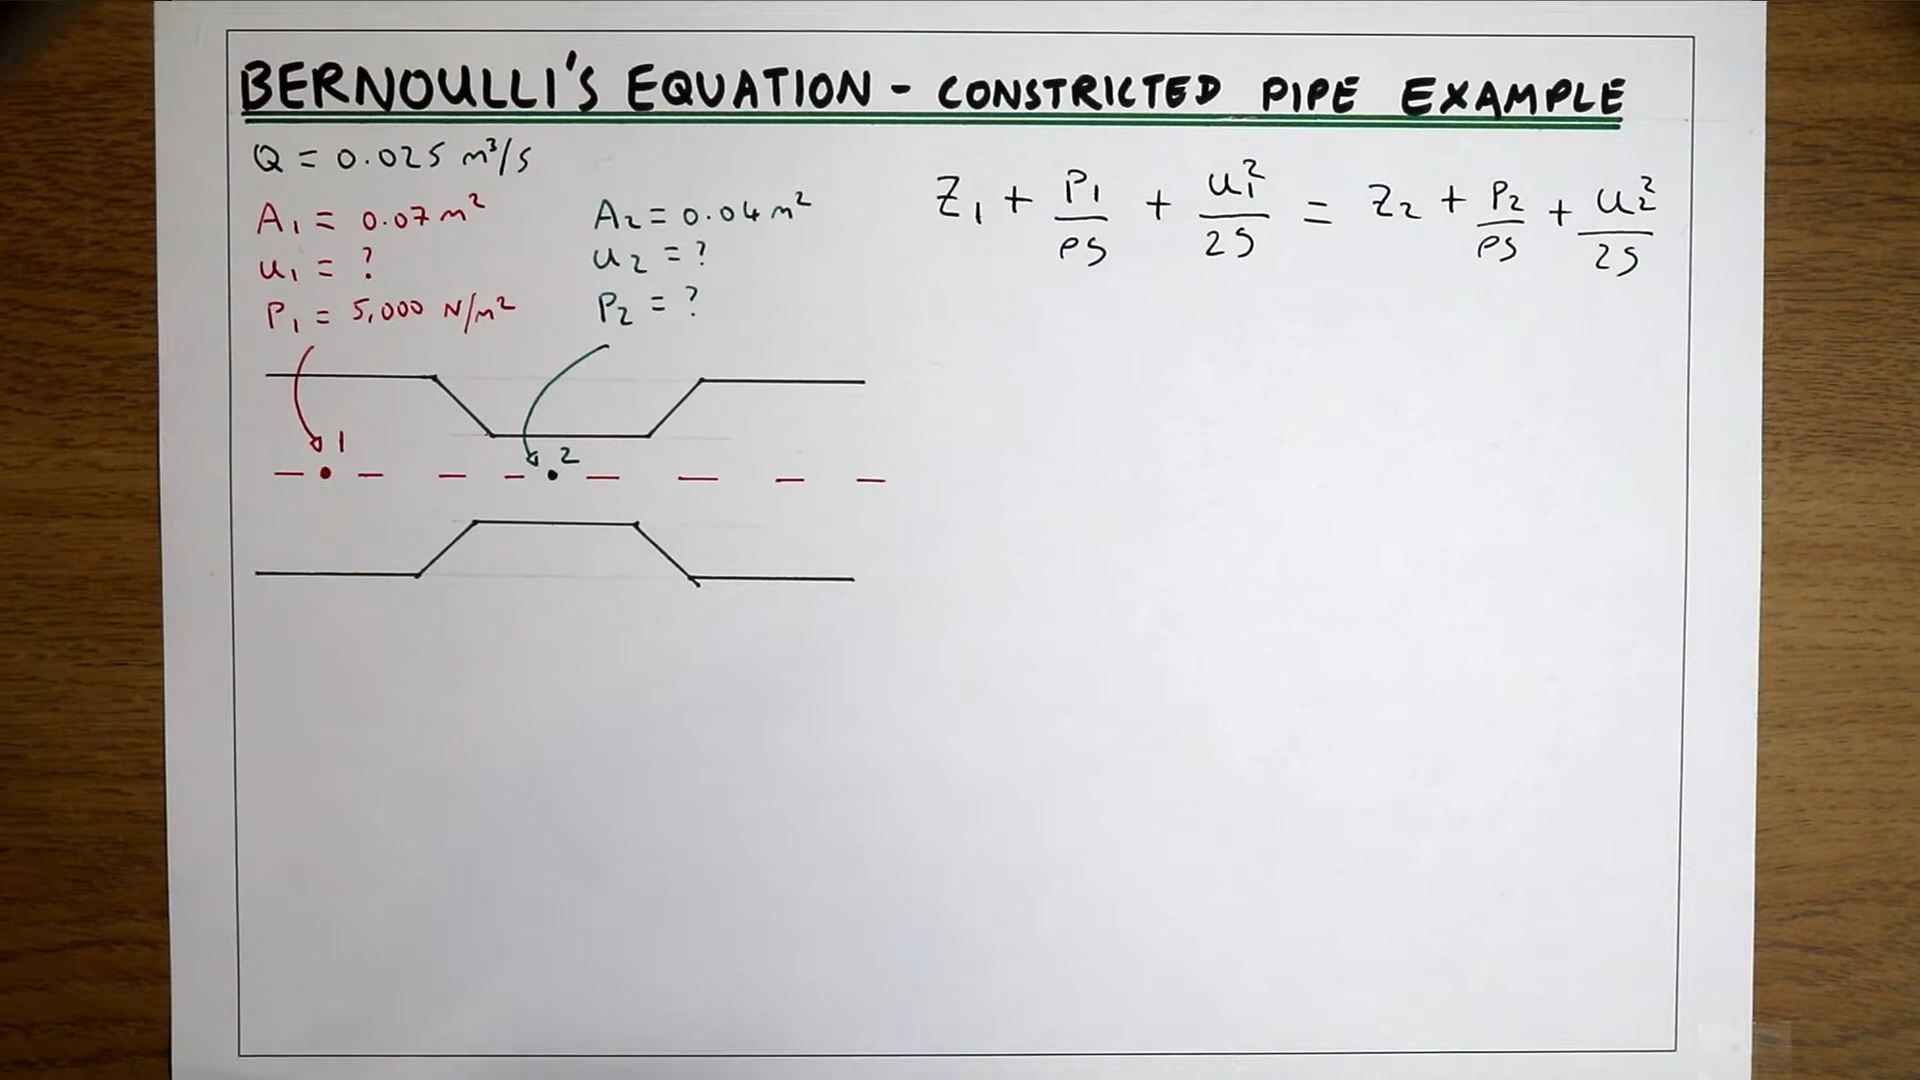 BERNOULLI'S EQUATION - CONSTRICTED PIPE EXAMPLE
Q = 0.025 m³/s
A₁ = 0.07 m²
u₁ = ?
P₁ = 5,000 N/m²
A₂ = 0.04 m²
u₂ = ?
P₂ = ?
Z₁ + P₁/ρg + u₁²/2g = Z₂ + P₂/ρg + u₂²/2g
1
2